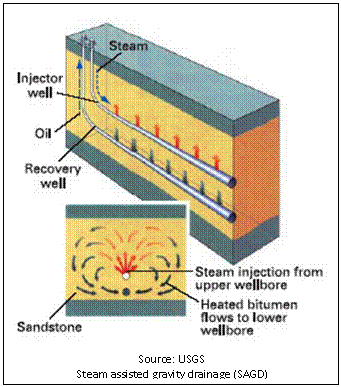 Steam
Injector
well
Oil
Recovery
well
Steam injection from
upper wellbore
Heated bitumen
flows to lower
wellbore
Sandstone
Source: USGS
Steam assisted gravity drainage (SAGD)